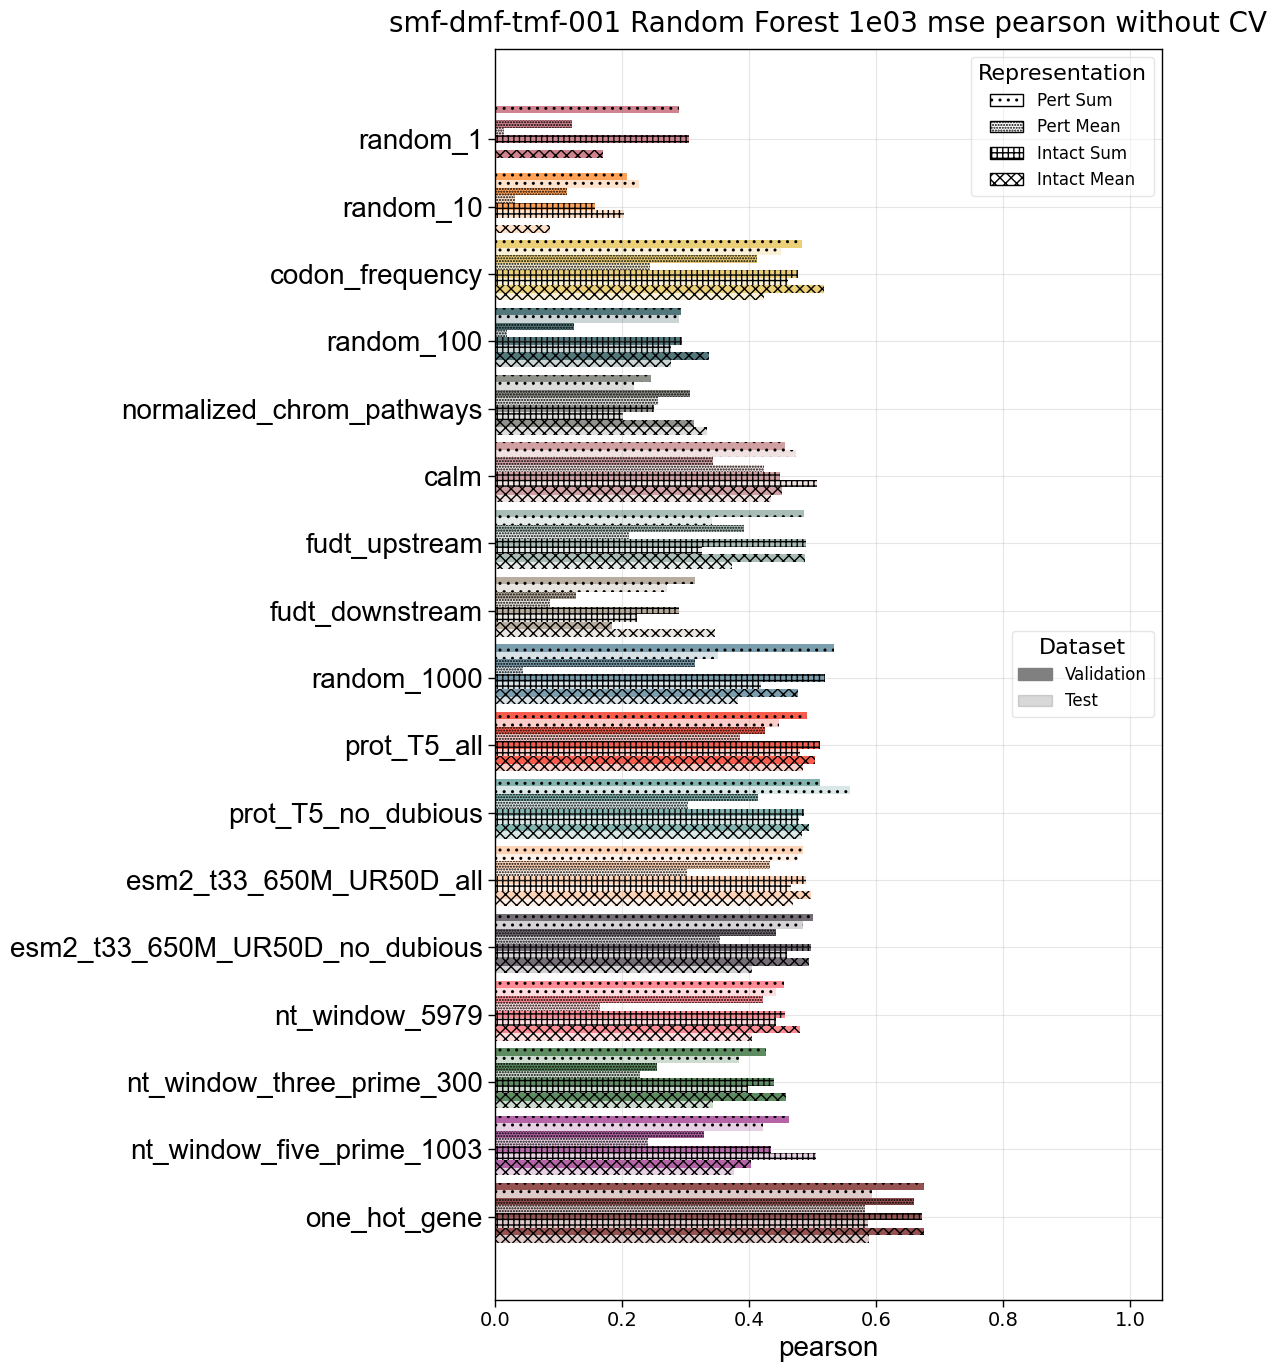 smf-dmf-tmf-001 Random Forest 1e03 mse pearson without CV
Representation
Pert Sum
Pert Mean
Intact Sum
Intact Mean
random_1
random_10
codon_frequency
random_100
normalized_chrom_pathways
calm
fudt_upstream
fudt_downstream
random_1000
prot_T5_all
prot_T5_no_dubious
esm2_t33_650M_UR50D_all
esm2_t33_650M_UR50D_no_dubious
nt_window_5979
nt_window_three_prime_300
nt_window_five_prime_1003
one_hot_gene
Dataset
Validation
Test
0.0 0.2 0.4 0.6 0.8 1.0
pearson